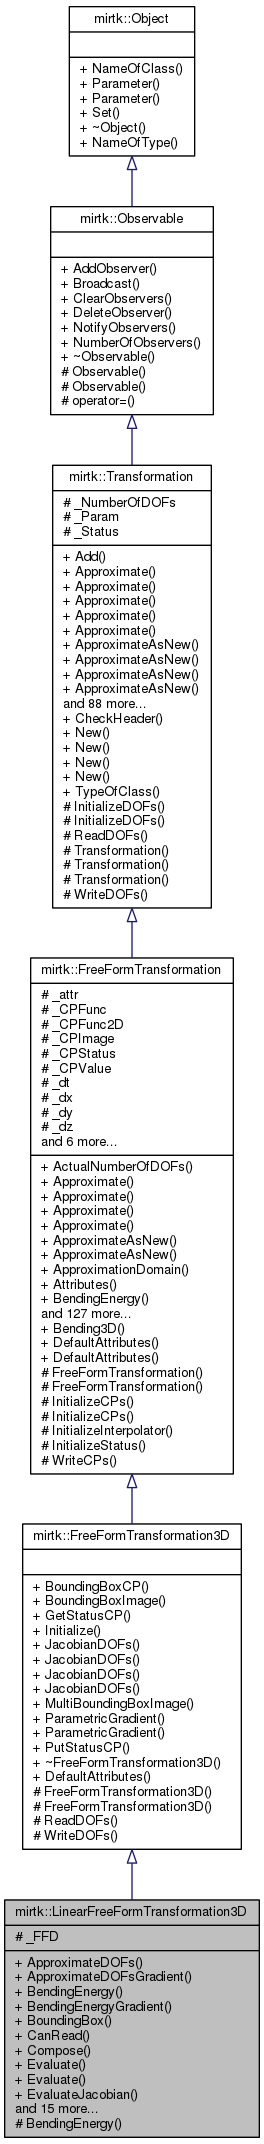 mirtk::Object
+ NameOfClass()
+ Parameter()
+ Parameter()
+ Set()
+ ~Object()
+ NameOfType()
mirtk::Observable
+ AddObserver()
+ Broadcast()
+ ClearObservers()
+ DeleteObserver()
+ NotifyObservers()
+ NumberOfObservers()
+ ~Observable()
# Observable()
# Observable()
# operator=()
mirtk::Transformation
# _NumberOfDOFs
# _Param
# _Status
+ Add()
+ Approximate()
+ Approximate()
+ Approximate()
+ Approximate()
+ Approximate()
+ ApproximateAsNew()
+ ApproximateAsNew()
+ ApproximateAsNew()
+ ApproximateAsNew()
and 88 more...
+ CheckHeader()
+ New()
+ New()
+ New()
+ New()
+ TypeOfClass()
# InitializeDOFs()
# InitializeDOFs()
# ReadDOFs()
# Transformation()
# Transformation()
# Transformation()
# WriteDOFs()
mirtk::FreeFormTransformation
# _attr
# _CPFunc
# _CPFunc2D
# _CPImage
# _CPStatus
# _CPValue
# _dt
# _dx
# _dy
# _dz
and 6 more...
+ ActualNumberOfDOFs()
+ Approximate()
+ Approximate()
+ Approximate()
+ Approximate()
+ ApproximateAsNew()
+ ApproximateAsNew()
+ ApproximationDomain()
+ Attributes()
+ BendingEnergy()
and 127 more...
+ Bending3D()
+ DefaultAttributes()
+ DefaultAttributes()
# FreeFormTransformation()
# FreeFormTransformation()
# InitializeCPs()
# InitializeCPs()
# InitializeInterpolator()
# InitializeStatus()
# WriteCPs()
mirtk::FreeFormTransformation3D
+ BoundingBoxCP()
+ BoundingBoxImage()
+ GetStatusCP()
+ Initialize()
+ JacobianDOFs()
+ JacobianDOFs()
+ JacobianDOFs()
+ JacobianDOFs()
+ MultiBoundingBoxImage()
+ ParametricGradient()
+ ParametricGradient()
+ PutStatusCP()
+ ~FreeFormTransformation3D()
+ DefaultAttributes()
# FreeFormTransformation3D()
# FreeFormTransformation3D()
# ReadDOFs()
# WriteDOFs()
mirtk::LinearFreeFormTransformation3D
# _FFD
+ ApproximateDOFs()
+ ApproximateDOFsGradient()
+ BendingEnergy()
+ BendingEnergyGradient()
+ BoundingBox()
+ CanRead()
+ Compose()
+ Evaluate()
+ Evaluate()
+ EvaluateJacobian()
and 15 more...
# BendingEnergy()